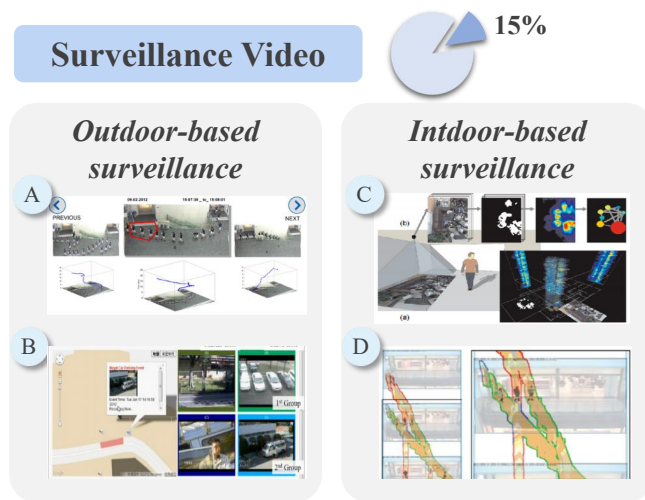 Surveillance Video
15%
Outdoor-based
surveillance
Intdoor-based
surveillance
A
PREVIOUS
NEXT
C
(b)
(a)
B
1st Group
2nd Group
D